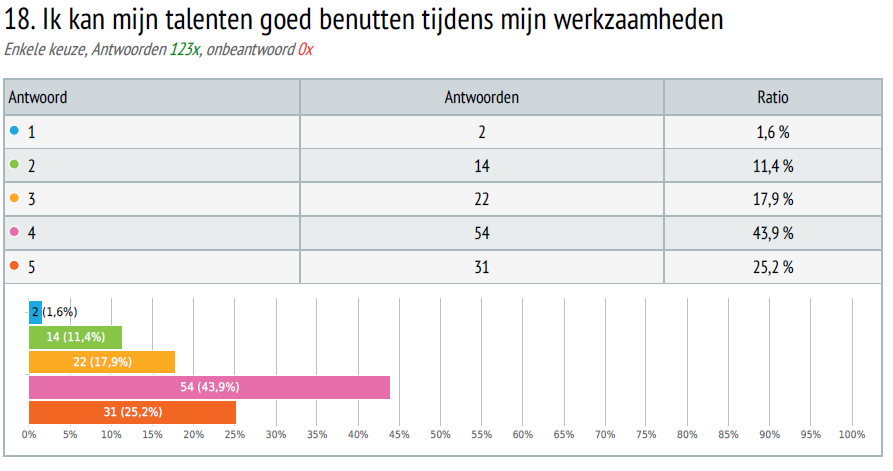 18. Ik kan mijn talenten goed benutten tijdens mijn werkzaamheden
Enkele keuze, Antwoorden 123x, onbeantwoord 0x
Antwoord Antwoorden Ratio
1 2 1,6 %
2 14 11,4 %
3 22 17,9 %
4 54 43,9 %
5 31 25,2 %
2 (1,6%)
14 (11,4%)
22 (17,9%)
54 (43,9%)
31 (25,2%)
0% 5% 10% 15% 20% 25% 30% 35% 40% 45% 50% 55% 60% 65% 70% 75% 80% 85% 90% 95% 100%